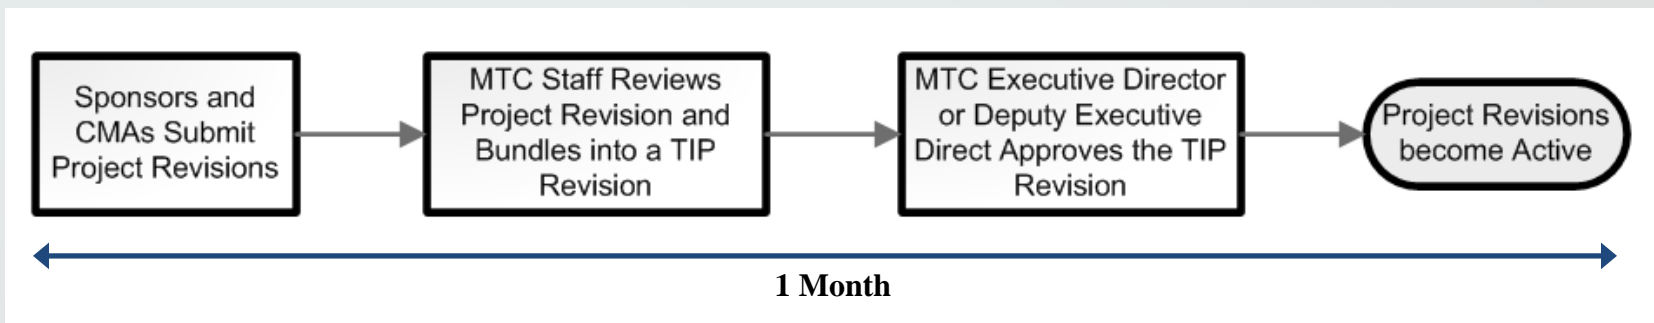 Sponsors and
CMAs Submit
Project Revisions
MTC Staff Reviews
Project Revision and
Bundles into a TIP
Revision
MTC Executive Director
or Deputy Executive
Direct Approves the TIP
Revision
Project Revisions
become Active
1 Month